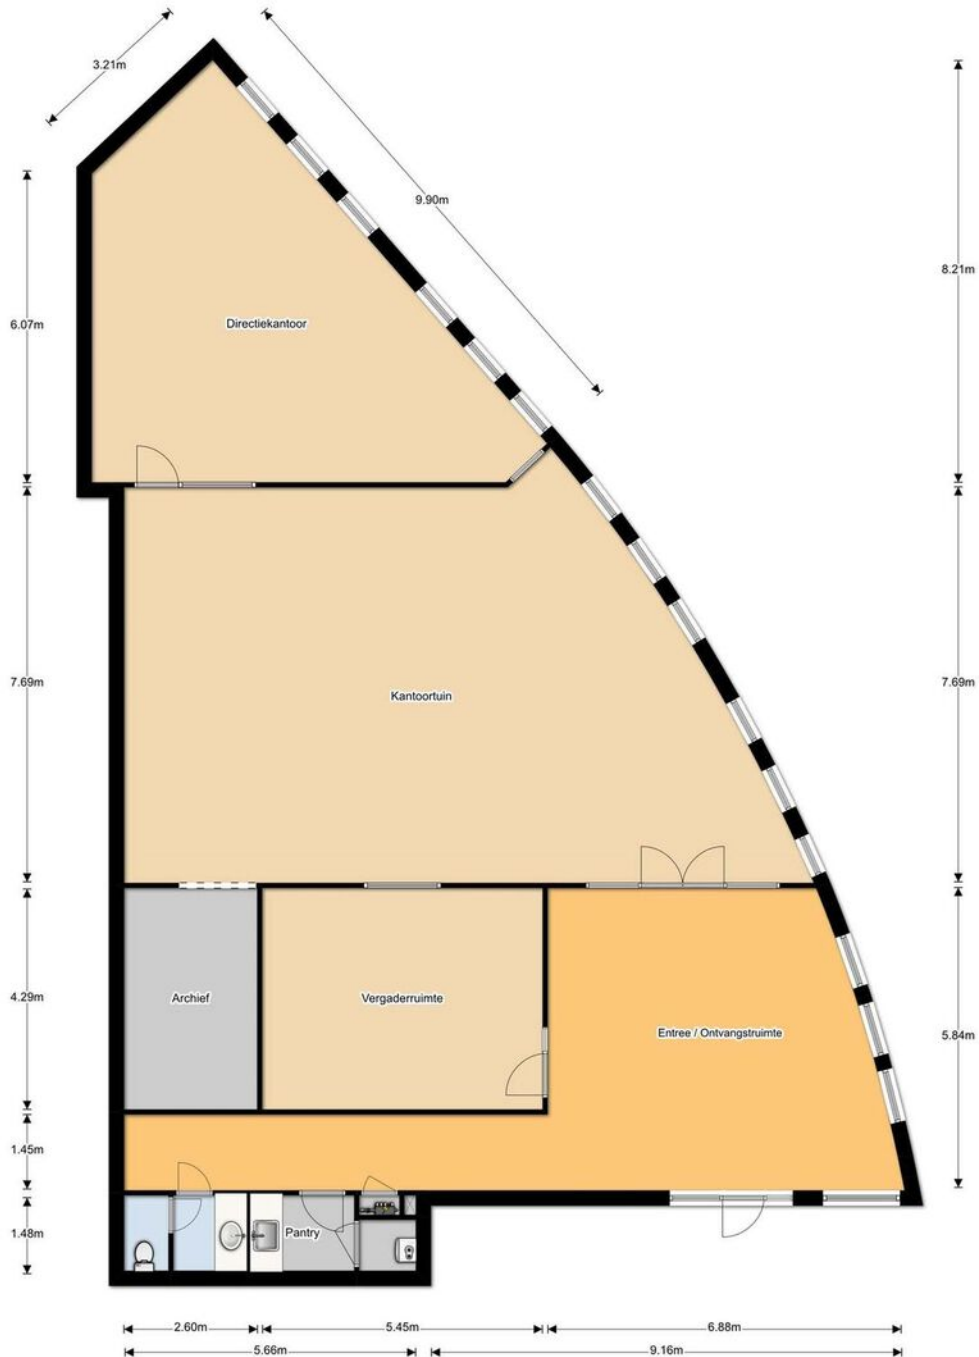 3.21m
9.90m
8.21m
6.07m
Directiekantoor
7.69m
Kantoortuin
7.69m
4.29m
Archief
Vergaderruimte
Entree / Ontvangstruimte
5.84m
1.45m
1.48m
Pantry
2.60m
5.45m
6.88m
5.66m
9.16m